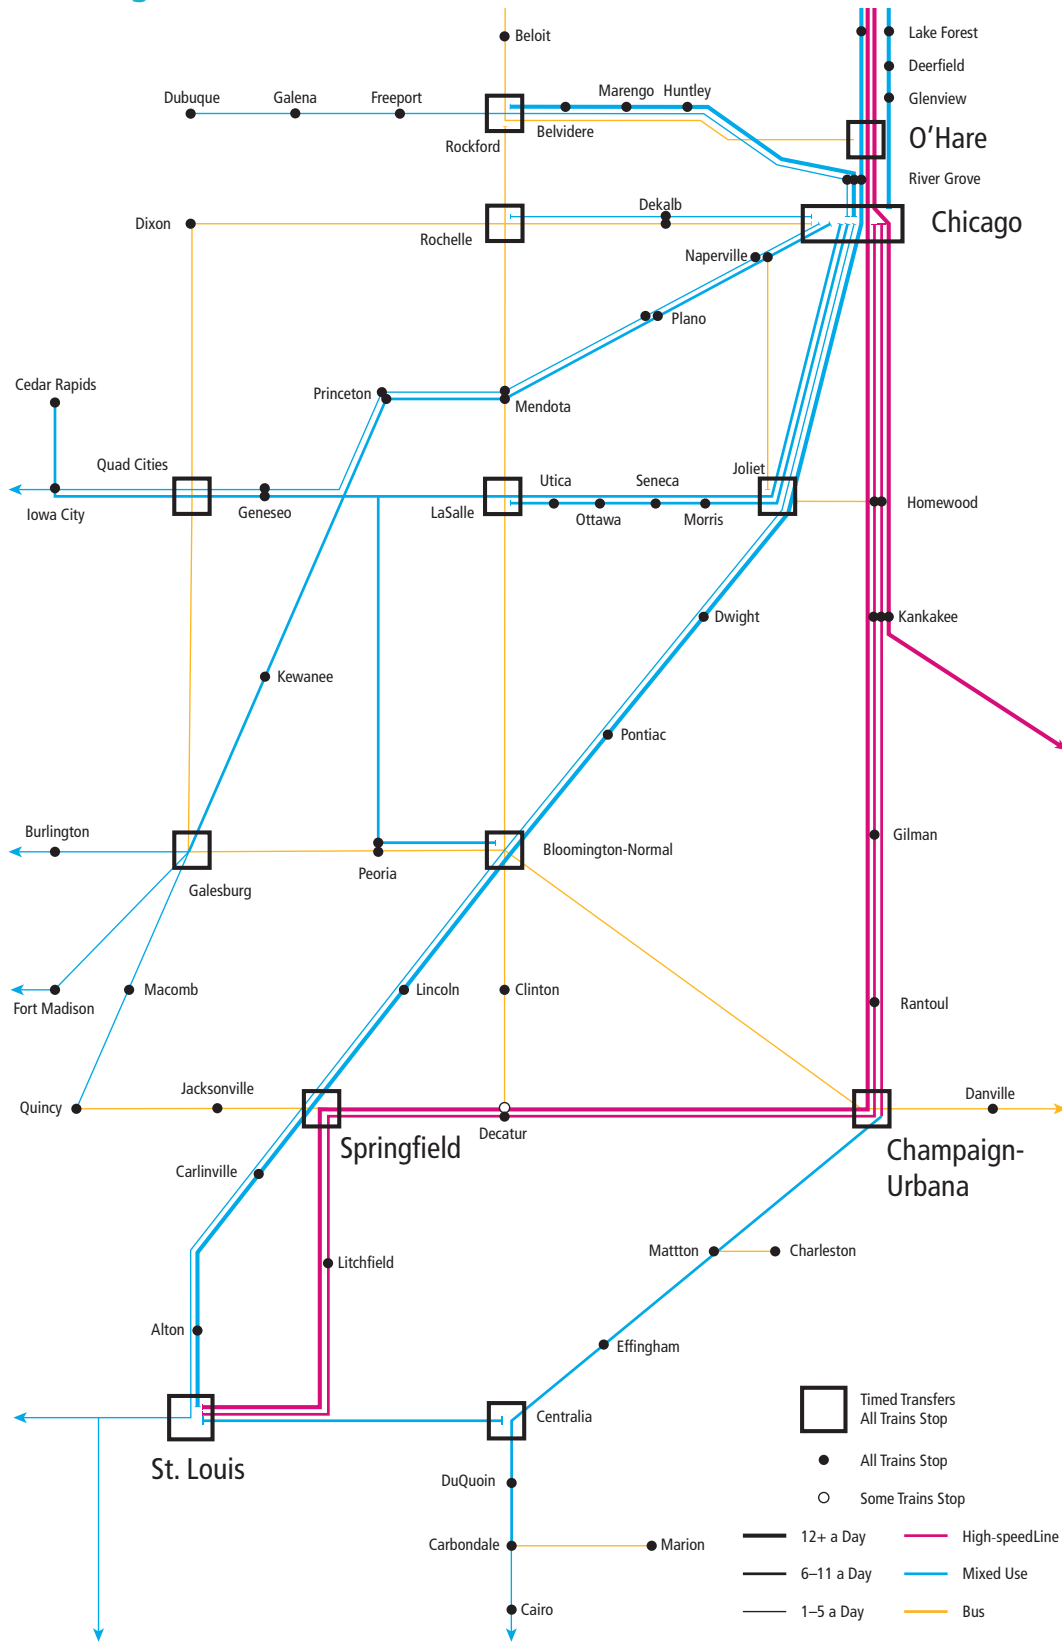 Beloit
Lake Forest
Deerfield
Glenview
Dubuque
Galena
Freeport
Marengo
Huntley
Belvidere
Rockford
O'Hare
River Grove
Dixon
Rochelle
Dekalb
Chicago
Naperville
Plano
Cedar Rapids
Princeton
Mendota
Quad Cities
Iowa City
Geneseo
LaSalle
Utica
Ottawa
Seneca
Morris
Joliet
Homewood
Dwight
Kankakee
Kewanee
Pontiac
Burlington
Galesburg
Peoria
Bloomington-Normal
Gilman
Fort Madison
Macomb
Lincoln
Clinton
Rantoul
Quincy
Jacksonville
Springfield
Decatur
Danville
Champaign-
Urbana
Carlinville
Litchfield
Mattton
Charleston
Alton
Effingham
St. Louis
Centralia
DuQuoin
Carbondale
Marion
Cairo
Timed Transfers
All Trains Stop
All Trains Stop
Some Trains Stop
12+ a Day
High-speedLine
6–11 a Day
Mixed Use
1–5 a Day
Bus